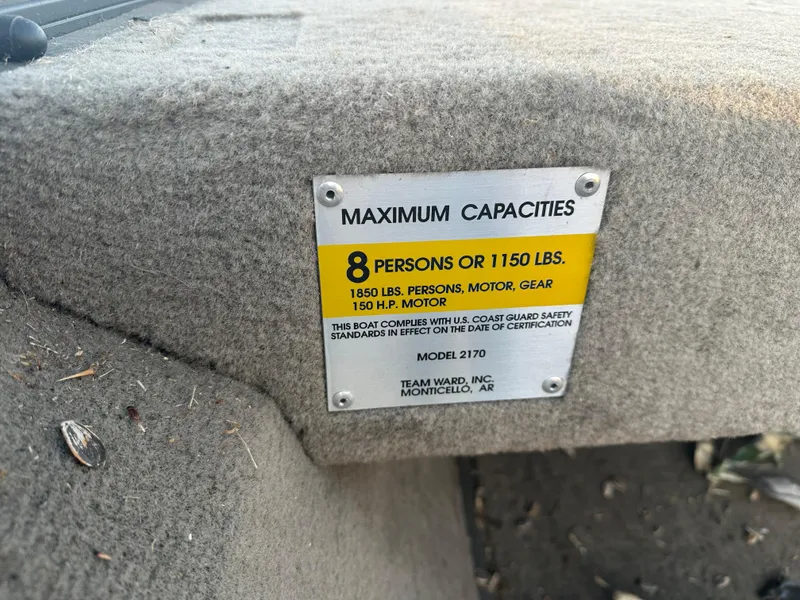 MAXIMUM CAPACITIES
8 PERSONS OR 1150 LBS.
1850 LBS. PERSONS, MOTOR, GEAR
150 H.P. MOTOR
THIS BOAT COMPLIES WITH U.S. COAST GUARD SAFETY
STANDARDS IN EFFECT ON THE DATE OF CERTIFICATION
MODEL 2170
TEAM WARD, INC.
MONTICELLO, AR